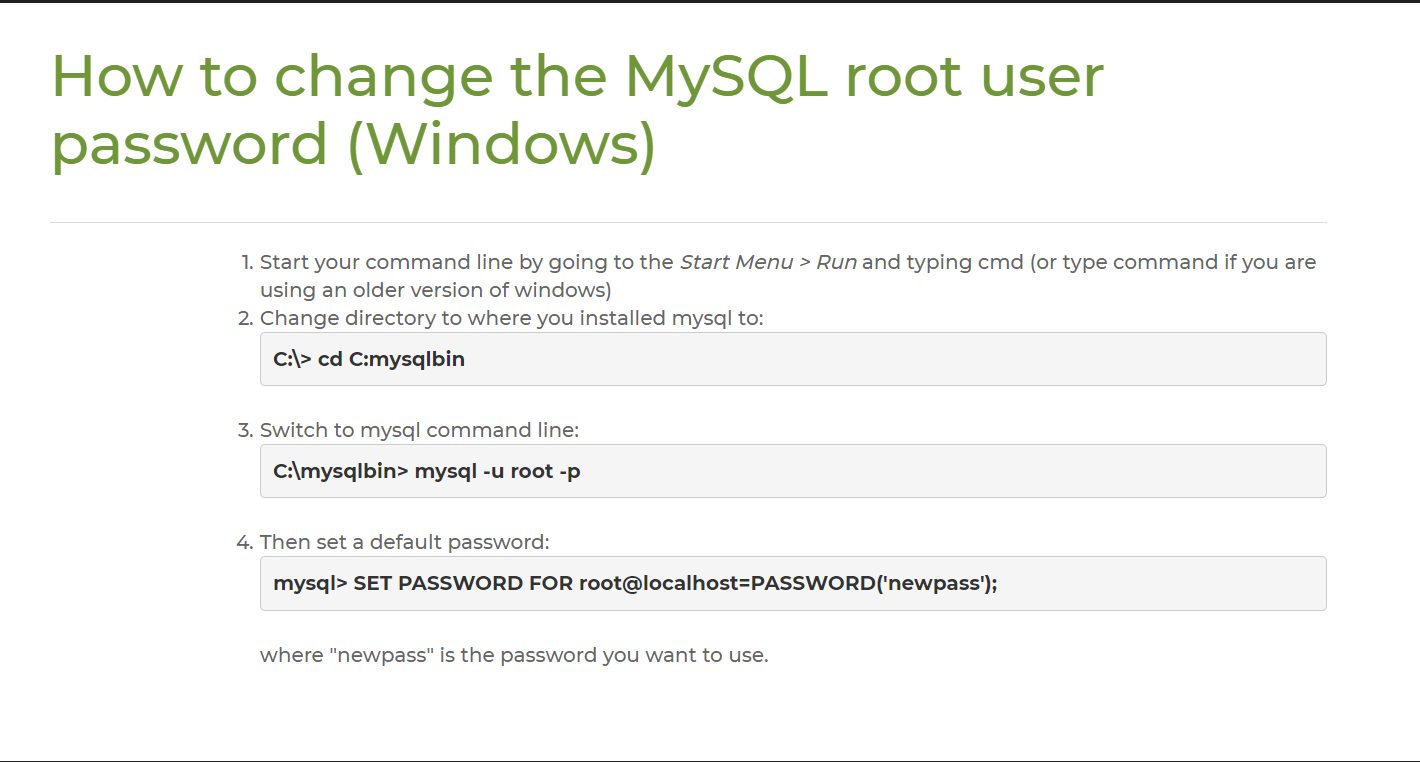 How to change the MySQL root user
password (Windows)
1. Start your command line by going to the Start Menu > Run and typing cmd (or type command if you are
using an older version of windows)
2. Change directory to where you installed mysql to:
C:\> cd C:mysqlbin
3. Switch to mysql command line:
C:\mysqlbin> mysql -u root -p
4. Then set a default password:
mysql> SET PASSWORD FOR root@localhost=PASSWORD('newpass');
where "newpass" is the password you want to use.